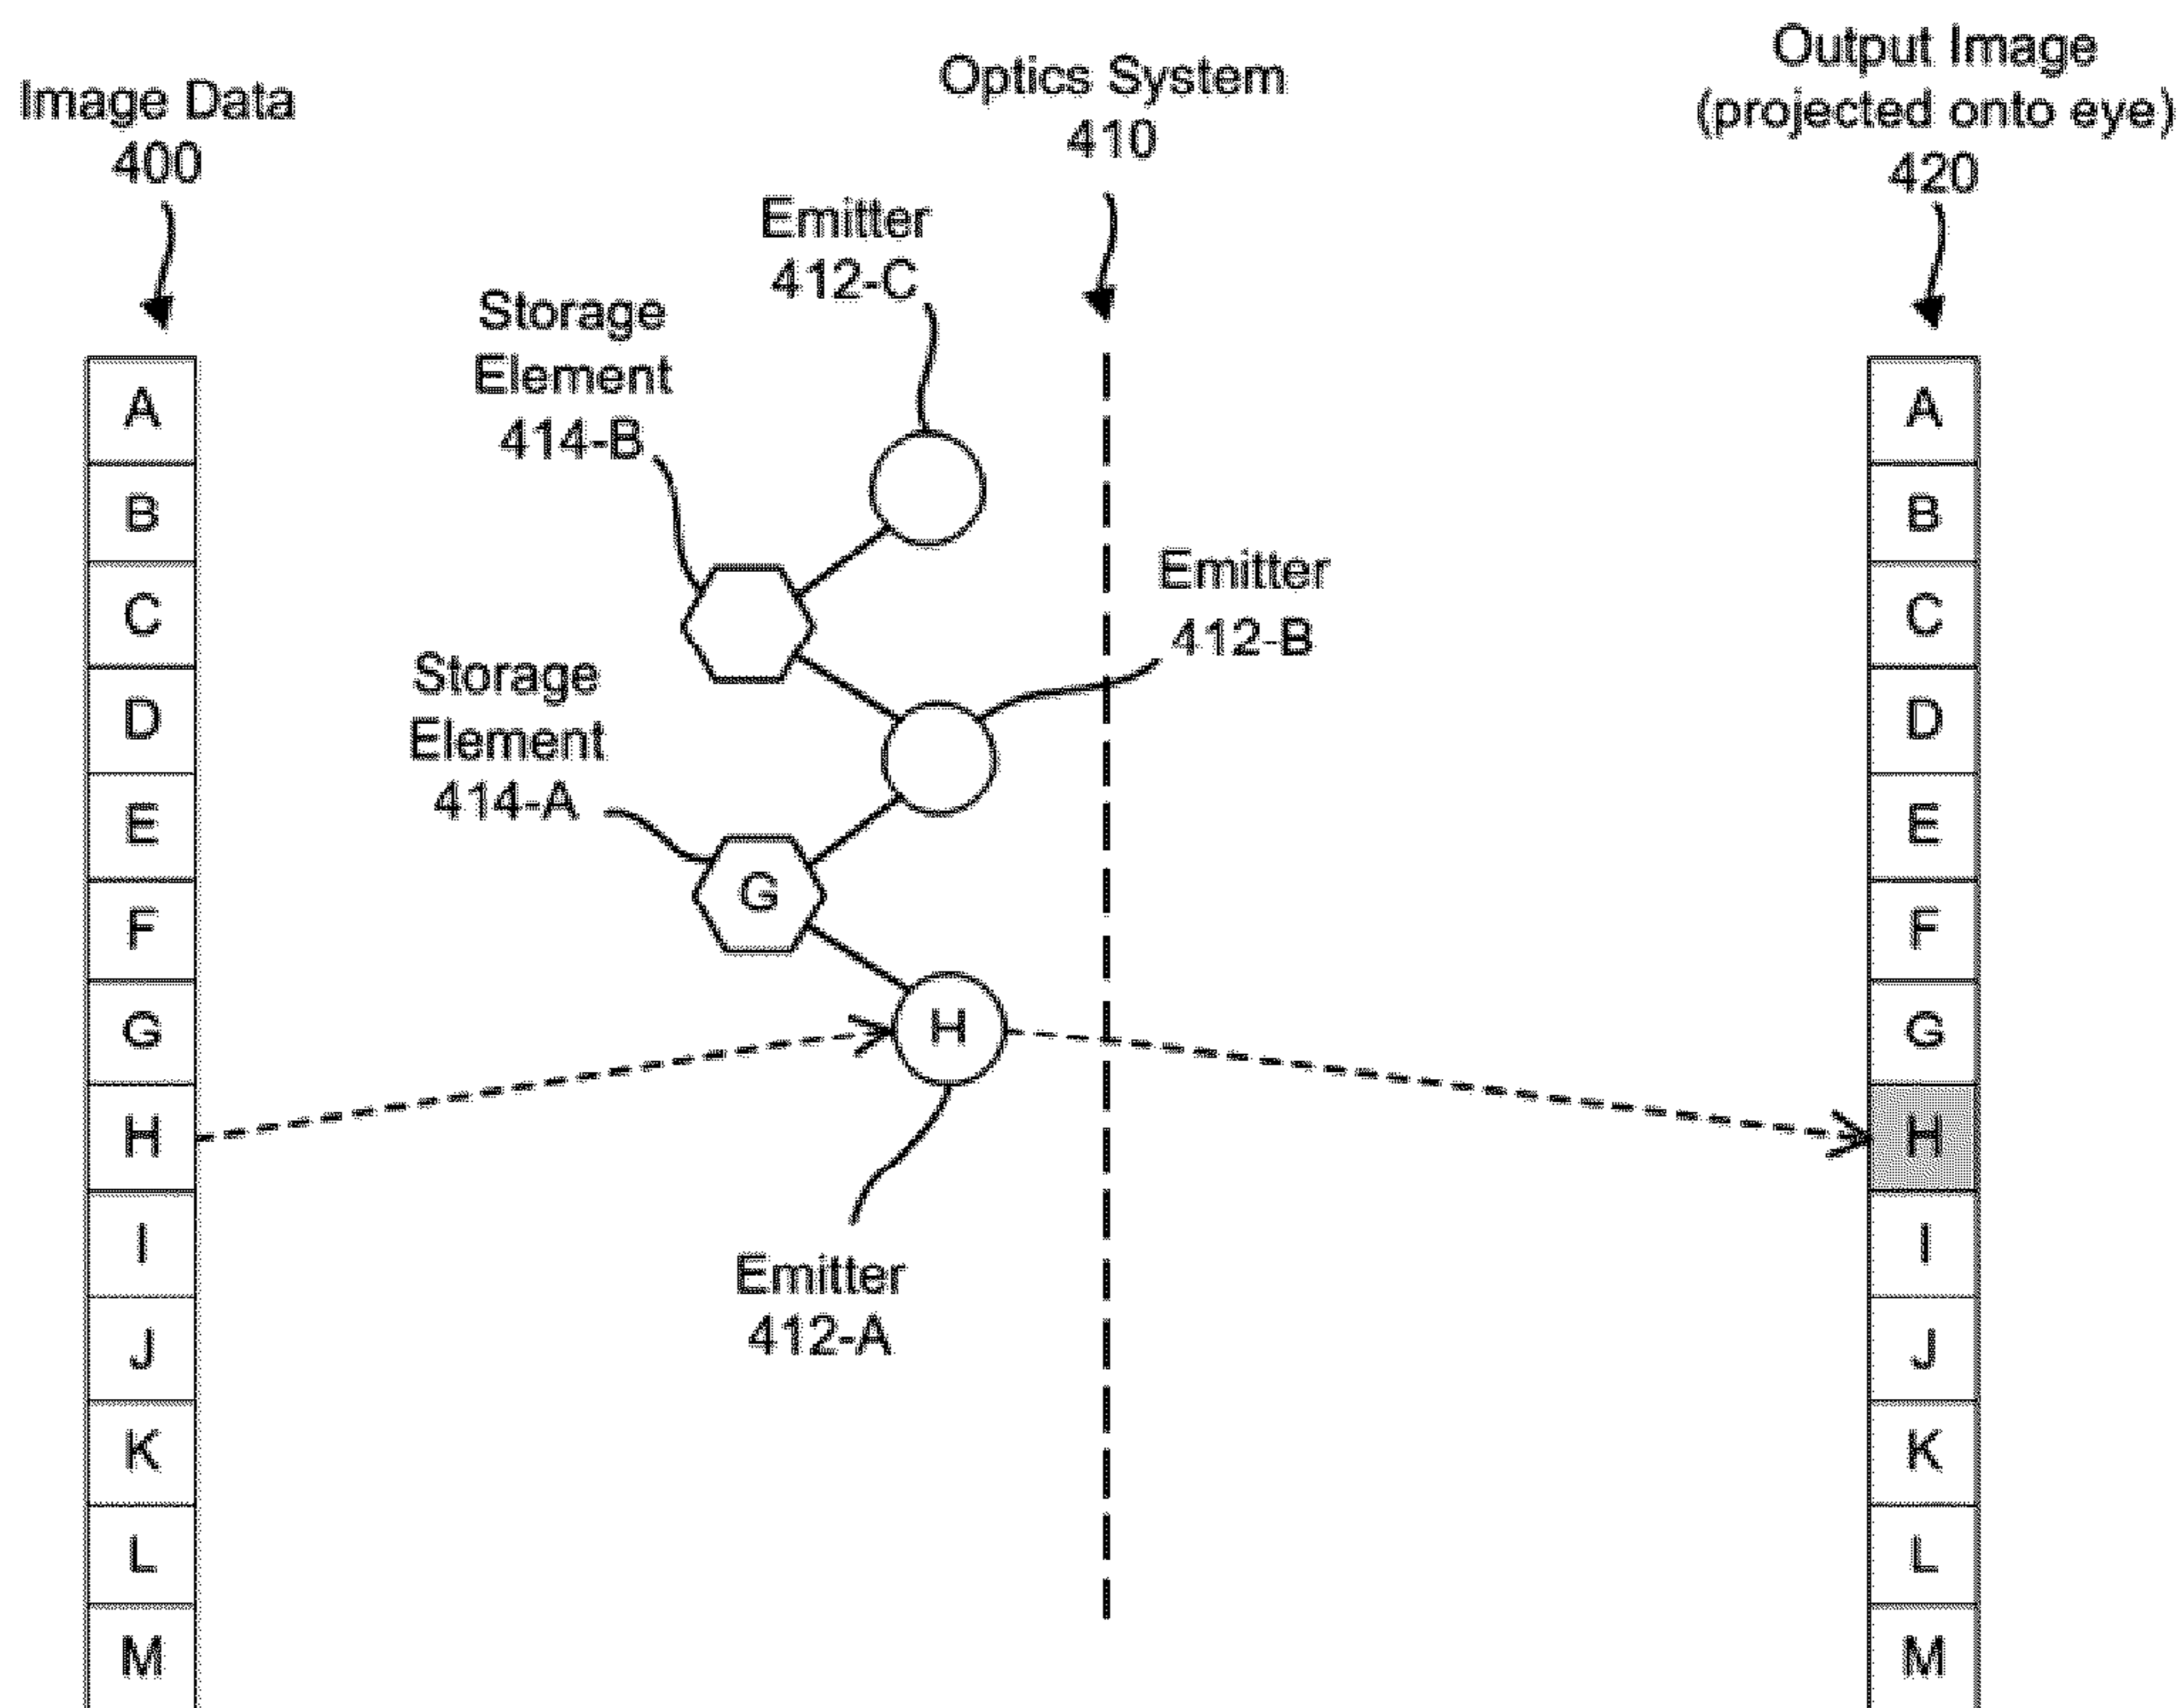 Image Data
400
Optics System
410
Output Image
(projected onto eye)
420
Emitter
412-C
Storage
Element
414-B
Emitter
412-B
Storage
Element
414-A
Emitter
412-A
A
B
C
D
E
F
G
H
I
J
K
L
M
G
H
A
B
C
D
E
F
G
H
I
J
K
L
M